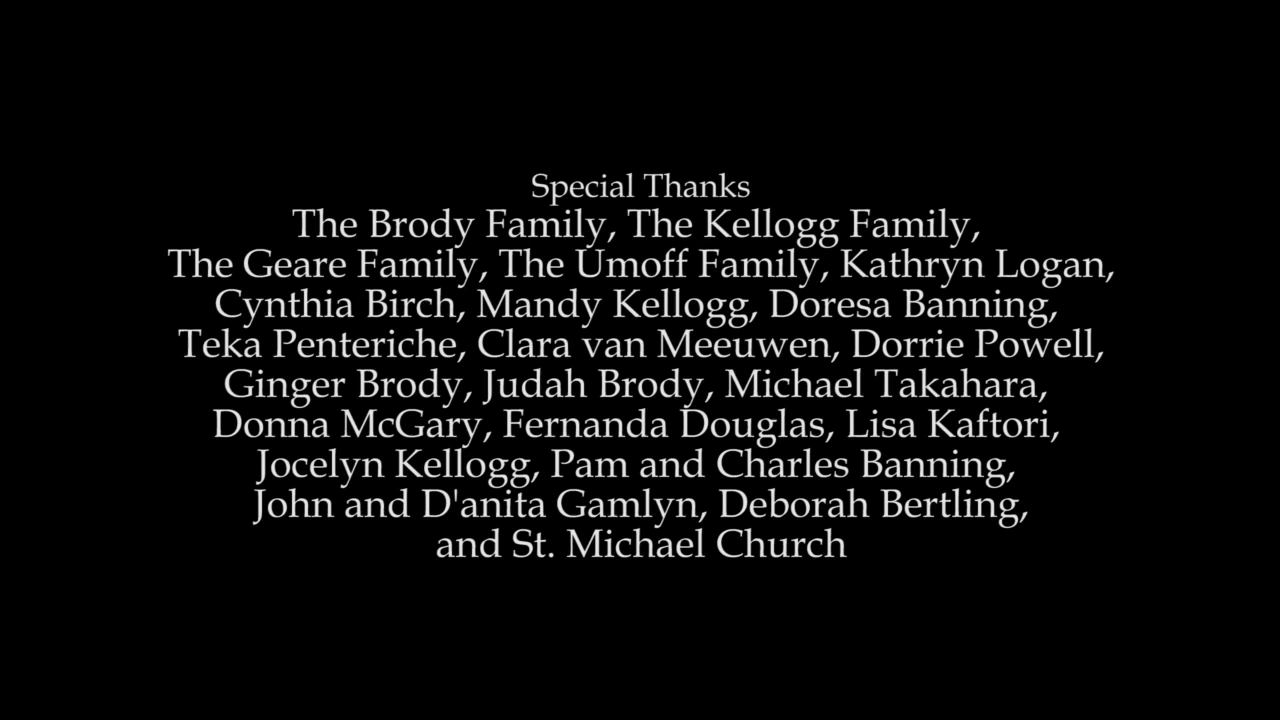 Special Thanks
The Brody Family, The Kellogg Family,
The Geare Family, The Umoff Family, Kathryn Logan,
Cynthia Birch, Mandy Kellogg, Doresa Banning,
Teka Penteriche, Clara van Meeuwen, Dorrie Powell,
Ginger Brody, Judah Brody, Michael Takahara,
Donna McGary, Fernanda Douglas, Lisa Kaftori,
Jocelyn Kellogg, Pam and Charles Banning,
John and D'anita Gamlyn, Deborah Bertling,
and St. Michael Church